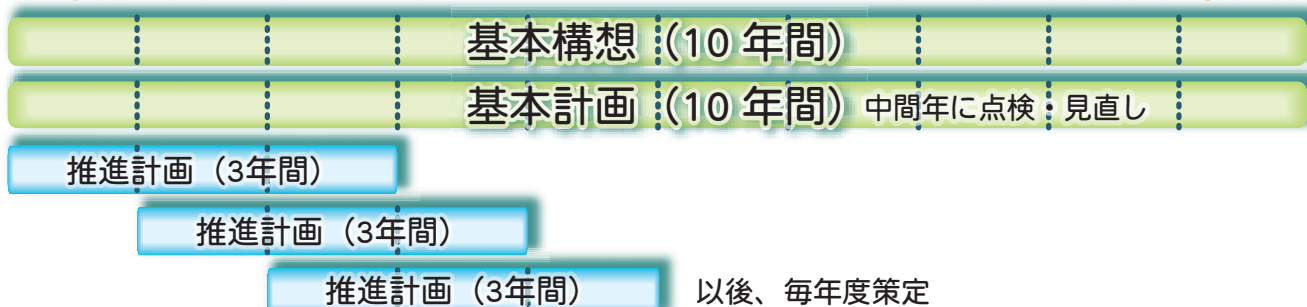 基本構想（10 年間）
基本計画（10 年間）中間年に点検・見直し
推進計画（3年間）
推進計画（3年間）
推進計画（3年間）　以後、毎年度策定